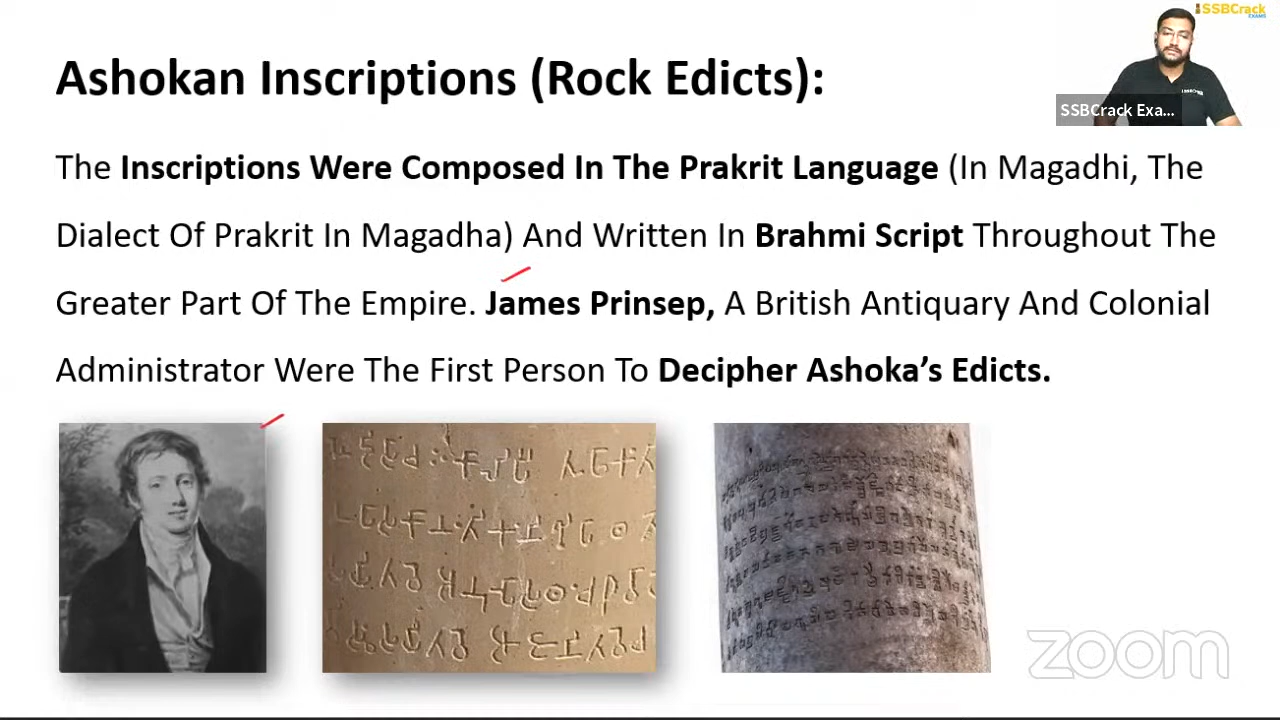 SSBCrack
EXAMS
SSBCrack Exa...
Ashokan Inscriptions (Rock Edicts):
The Inscriptions Were Composed In The Prakrit Language (In Magadhi, The
Dialect Of Prakrit In Magadha) And Written In Brahmi Script Throughout The
Greater Part Of The Empire. James Prinsep, A British Antiquary And Colonial
Administrator Were The First Person To Decipher Ashoka’s Edicts.
zoom